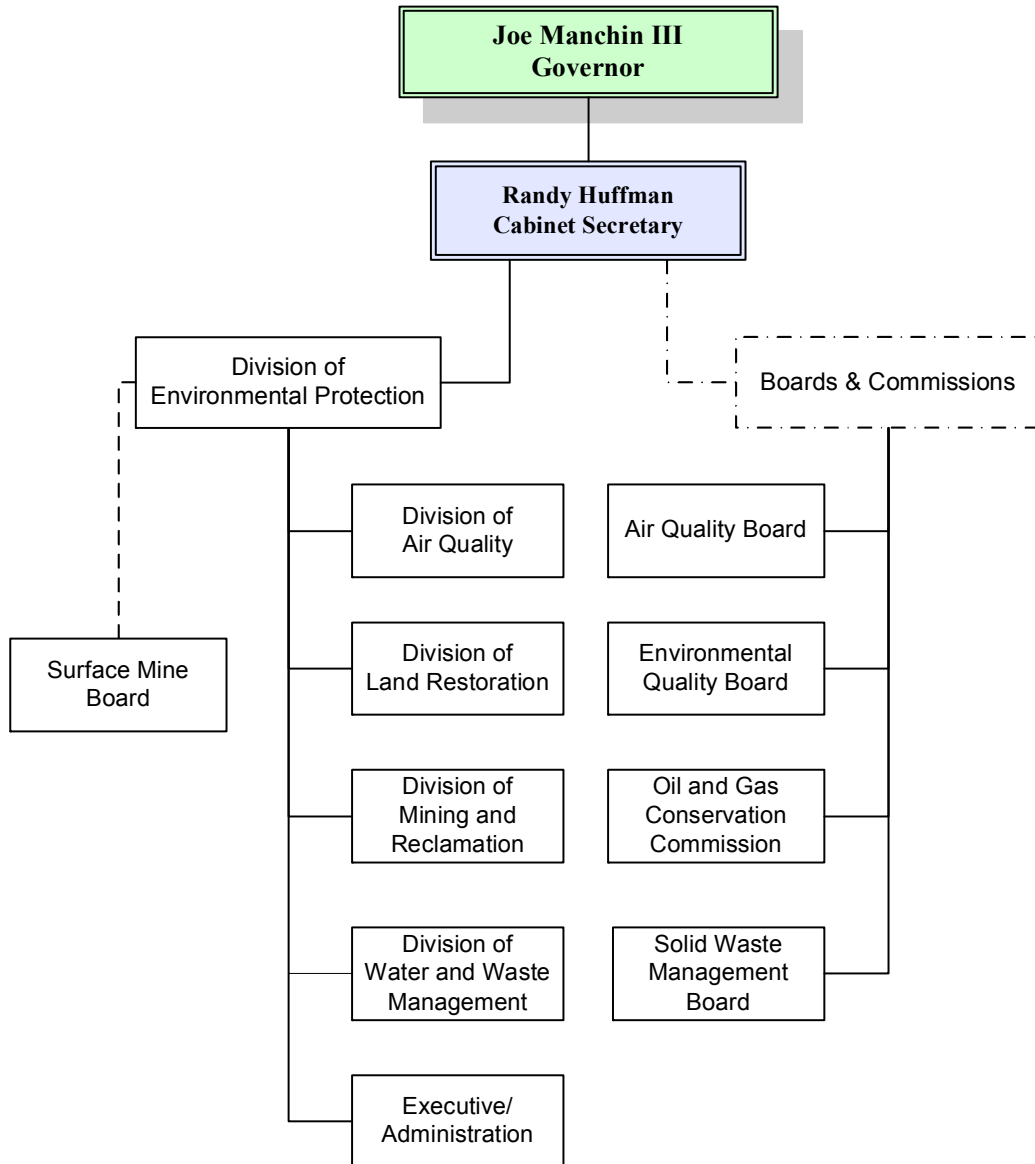 Joe Manchin III
Governor
Randy Huffman
Cabinet Secretary
Division of
Environmental Protection
Boards & Commissions
Division of
Air Quality
Air Quality Board
Surface Mine
Board
Division of
Land Restoration
Environmental
Quality Board
Division of
Mining and
Reclamation
Oil and Gas
Conservation
Commission
Division of
Water and Waste
Management
Solid Waste
Management
Board
Executive/
Administration